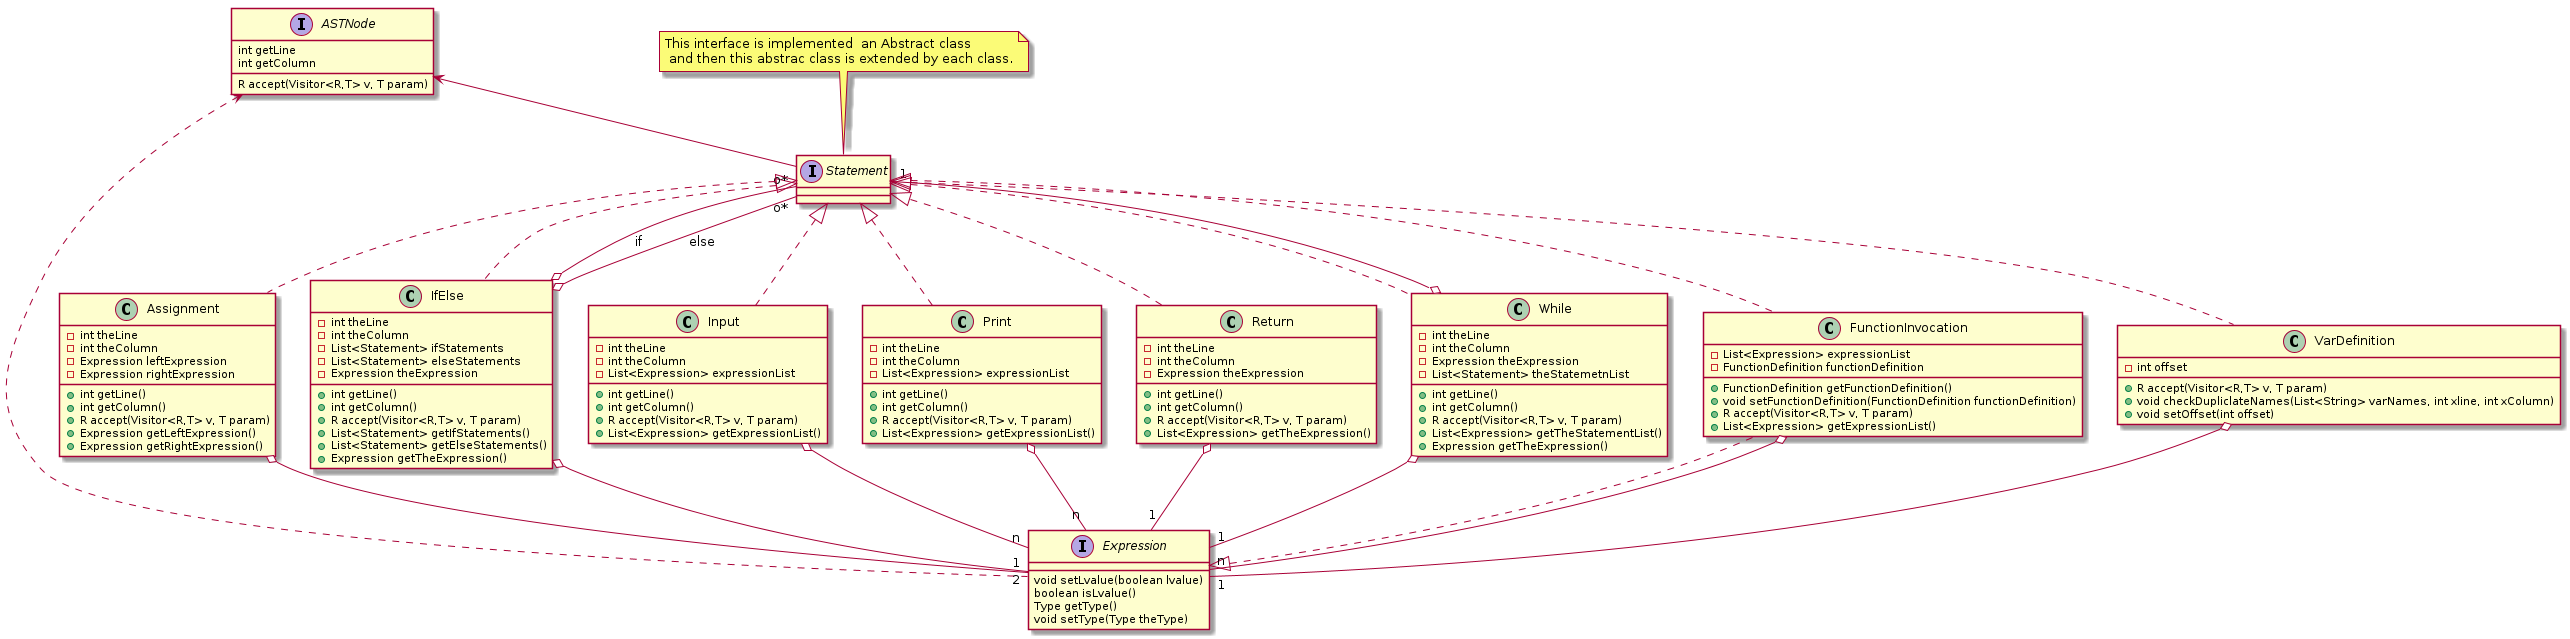 I ASTNode
int getLine
int getColumn
R accept(Visitor<R,T> v, T param)
This interface is implemented  an Abstract class
and then this abstrac class is extended by each class.
I Statement
o*
1
o*
if
else
C Assignment
int theLine
int theColumn
Expression leftExpression
Expression rightExpression
int getLine()
int getColumn()
R accept(Visitor<R,T> v, T param)
Expression getLeftExpression()
Expression getRightExpression()
C IfElse
int theLine
int theColumn
List<Statement> ifStatements
List<Statement> elseStatements
Expression theExpression
int getLine()
int getColumn()
R accept(Visitor<R,T> v, T param)
List<Statement> getIfStatements()
List<Statement> getElseStatements()
Expression getTheExpression()
C Input
int theLine
int theColumn
List<Expression> expressionList
int getLine()
int getColumn()
R accept(Visitor<R,T> v, T param)
List<Expression> getExpressionList()
C Print
int theLine
int theColumn
List<Expression> expressionList
int getLine()
int getColumn()
R accept(Visitor<R,T> v, T param)
List<Expression> getExpressionList()
C Return
int theLine
int theColumn
Expression theExpression
int getLine()
int getColumn()
R accept(Visitor<R,T> v, T param)
List<Expression> getTheExpression()
C While
int theLine
int theColumn
Expression theExpression
List<Statement> theStatemetnList
int getLine()
int getColumn()
R accept(Visitor<R,T> v, T param)
List<Expression> getTheStatementList()
Expression getTheExpression()
C FunctionInvocation
List<Expression> expressionList
FunctionDefinition functionDefinition
FunctionDefinition getFunctionDefinition()
void setFunctionDefinition(FunctionDefinition functionDefinition)
R accept(Visitor<R,T> v, T param)
List<Expression> getExpressionList()
C VarDefinition
int offset
R accept(Visitor<R,T> v, T param)
void checkDupliclateNames(List<String> varNames, int xline, int xColumn)
void setOffset(int offset)
n
1
n
1
1
n
2
1
I Expression
void setLvalue(boolean lvalue)
boolean isLvalue()
Type getType()
void setType(Type theType)